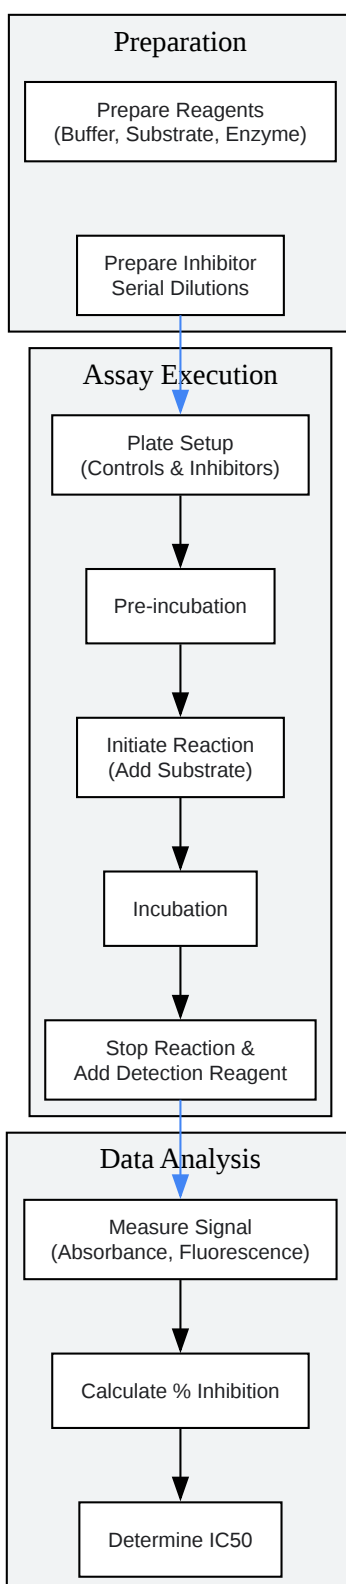 Preparation
Prepare Reagents
(Buffer, Substrate, Enzyme)
Prepare Inhibitor
Serial Dilutions
Assay Execution
Plate Setup
(Controls & Inhibitors)
Pre-incubation
Initiate Reaction
(Add Substrate)
Incubation
Stop Reaction &
Add Detection Reagent
Data Analysis
Measure Signal
(Absorbance, Fluorescence)
Calculate % Inhibition
Determine IC50